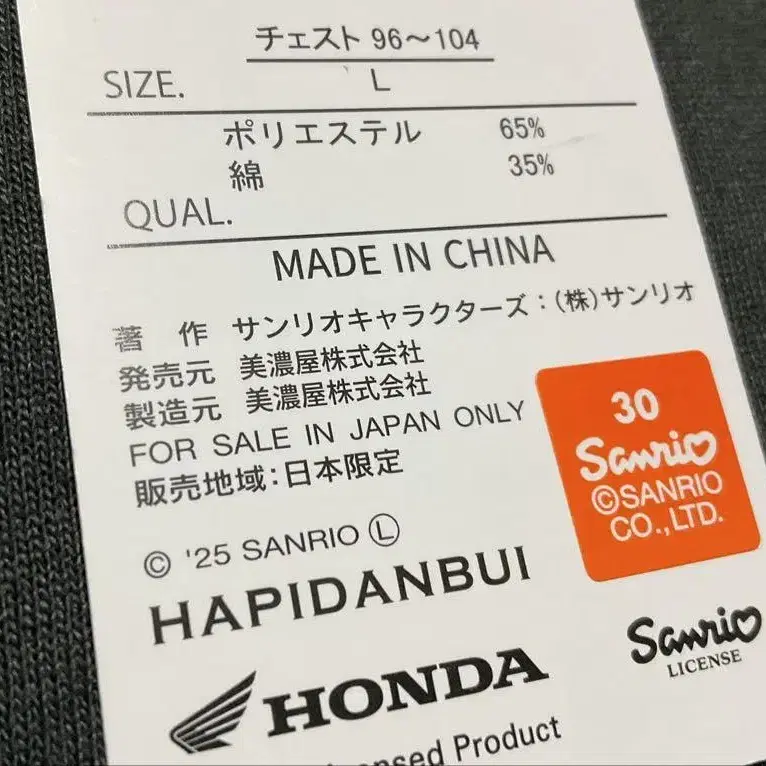 チェスト 96～104
SIZE. L
ポリエステル 65%
綿 35%
QUAL.
MADE IN CHINA
著 作 サンリオキャラクターズ：(株)サンリオ
発売元 美濃屋株式会社
製造元 美濃屋株式会社
FOR SALE IN JAPAN ONLY
販売地域：日本限定
30
Sanrio
©SANRIO
CO.,LTD.
© '25 SANRIO Ⓛ
HAPIDANBUI
Sanrio
LICENSE
HONDA
Product